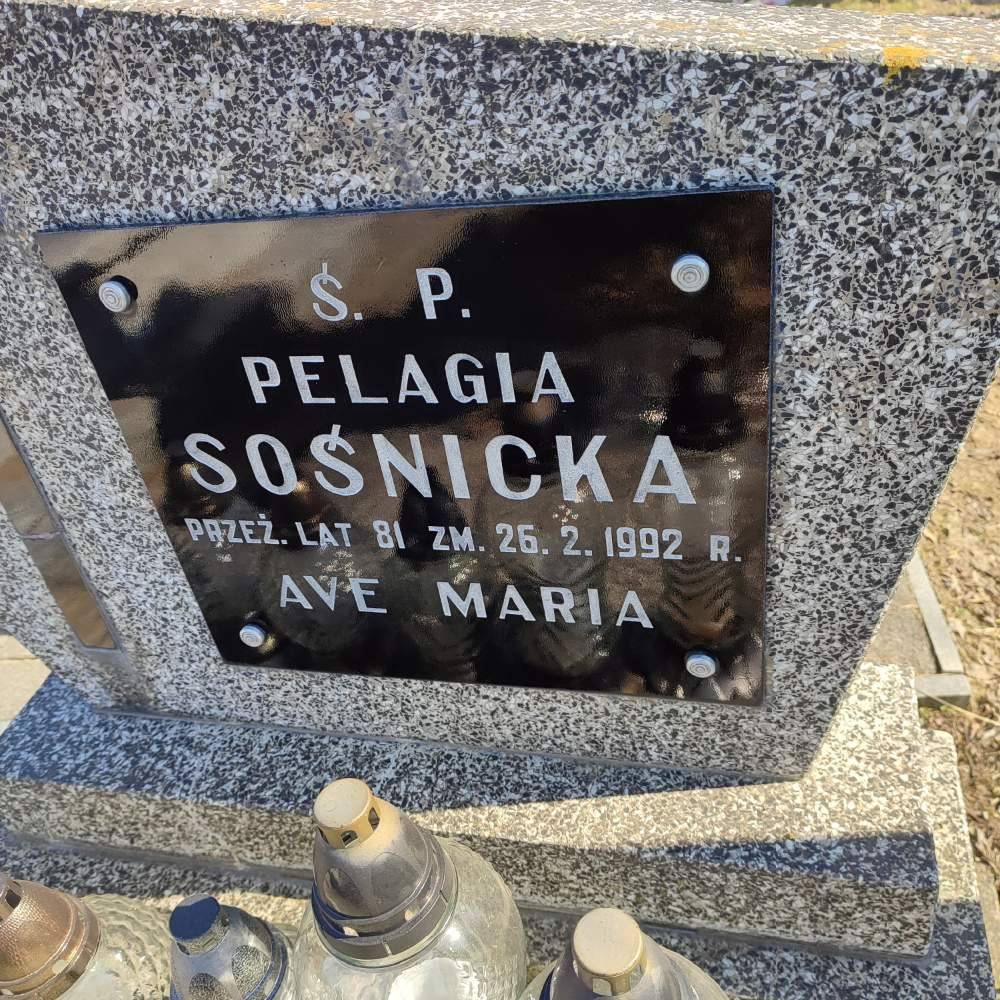 Ś. P.
PELAGIA
SOŚNICKA
PRZEŻ. LAT 81 ZM. 26. 2. 1992 R.
AVE MARIA